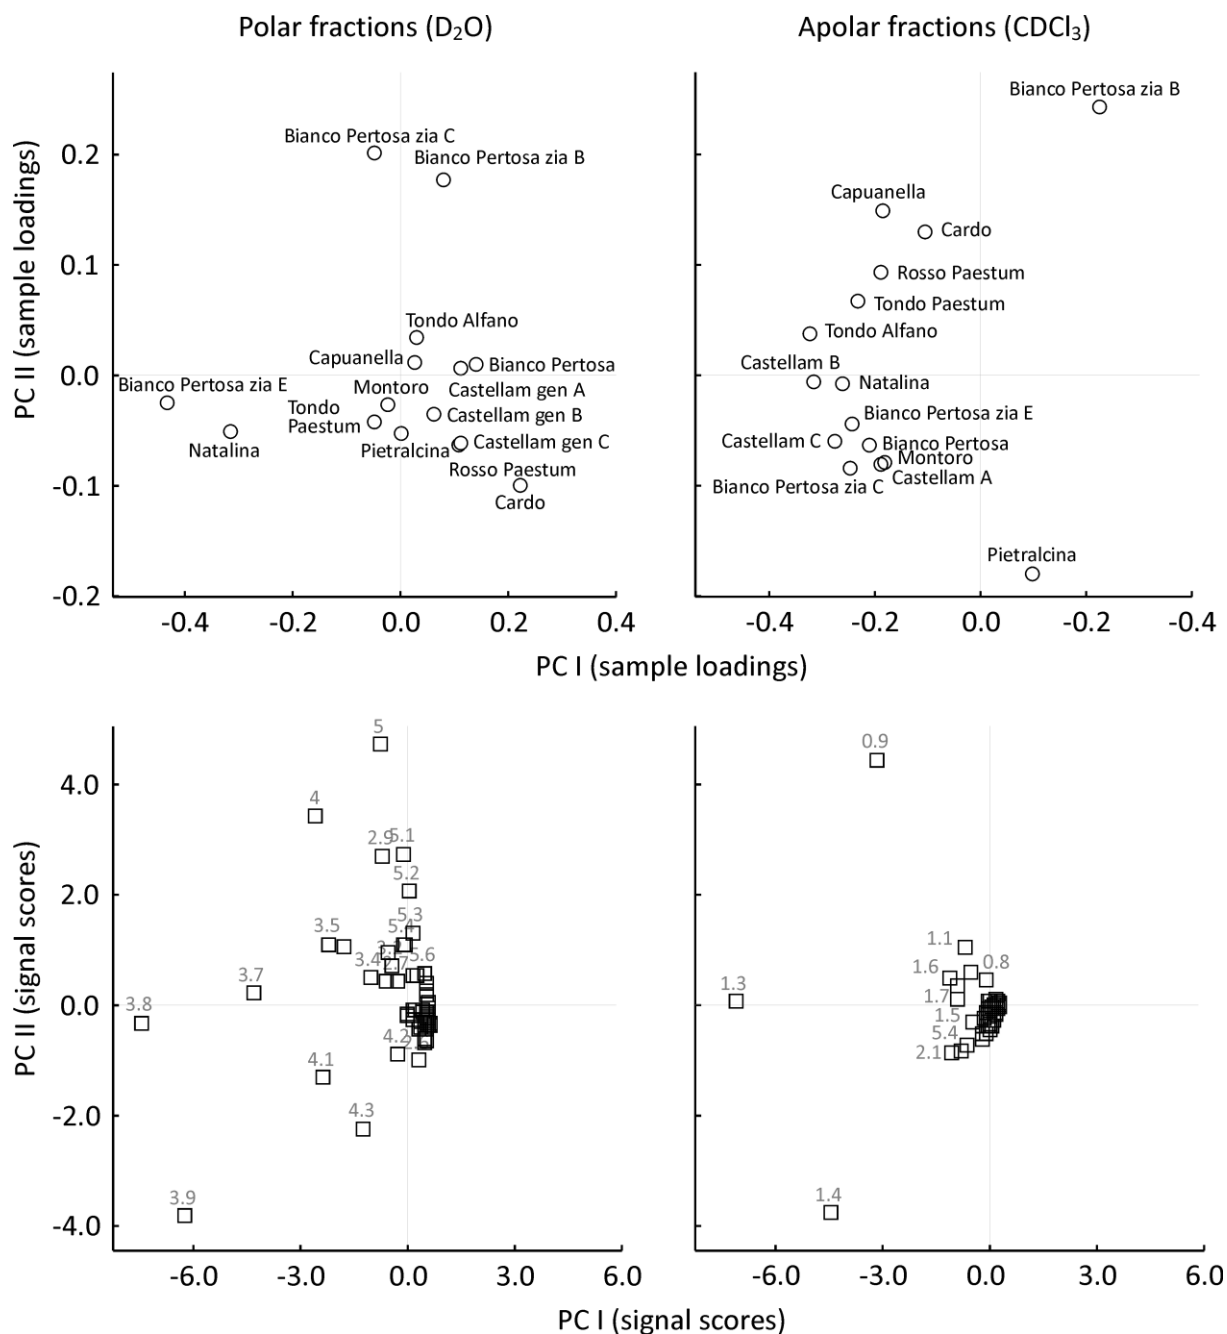 Polar fractions (D₂O)
Apolar fractions (CDCl₃)
PC II (sample loadings)
0.2
0.1
0.0
-0.1
-0.2
Bianco Pertosa zia C
Bianco Pertosa zia B
Tondo Alfano
Capuanella
Bianco Pertosa
Bianco Pertosa zia E
Montoro
Castellam gen A
Tondo
Paestum
Castellam gen B
Natalina
Pietralcina
Castellam gen C
Rosso Paestum
Cardo
-0.4
-0.2
0.0
0.2
0.4
Bianco Pertosa zia B
Capuanella
Cardo
Rosso Paestum
Tondo Paestum
Tondo Alfano
Castellam B
Natalina
Bianco Pertosa zia E
Castellam C
Bianco Pertosa
Montoro
Castellam A
Bianco Pertosa zia C
Pietralcina
-0.4
-0.2
0.0
-0.2
-0.4
PC I (sample loadings)
PC II (signal scores)
4.0
2.0
0.0
-2.0
-4.0
5
4
2.9
5.1
5.2
5.3
5.4
3.5
5.6
3.4
2.7
3.7
3.8
4.2
4.1
4.3
3.9
-6.0
-3.0
0.0
3.0
6.0
0.9
1.1
1.6
0.8
1.3
1.7
1.5
5.4
2.1
1.4
-6.0
-3.0
0.0
3.0
6.0
PC I (signal scores)